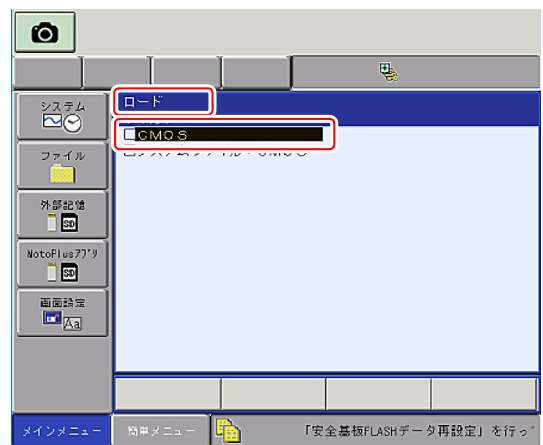 システム
ファイル
外部記憶
SD
MotoPlusアプリ
SD
画面設定
Aa
ロード
CMOS
メインメニュー
簡単メニュー
「安全基板FLASHデータ再設定」を行っ